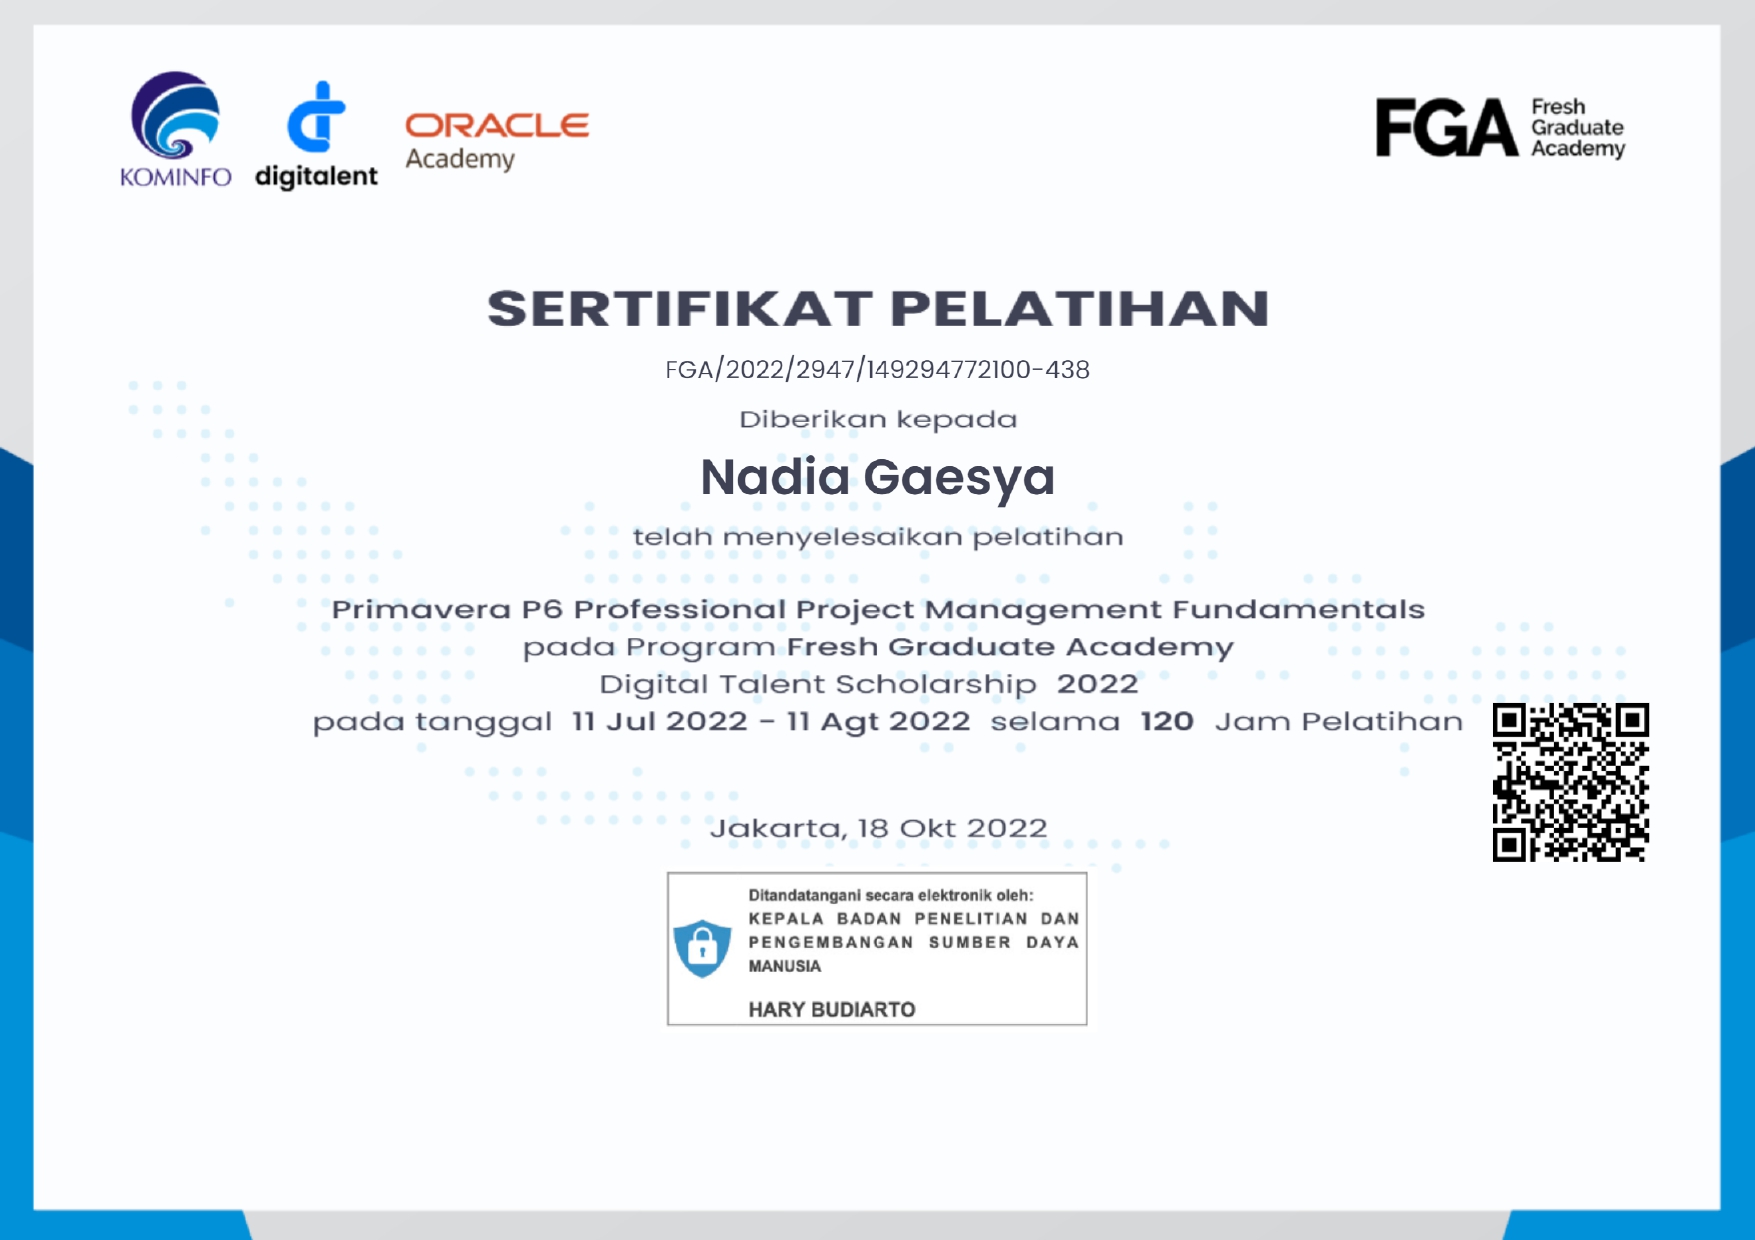 KOMINFO
digitalent
ORACLE
Academy
FGA
Fresh
Graduate
Academy
SERTIFIKAT PELATIHAN
FGA/2022/2947/149294772100-438
Diberikan kepada
Nadia Gaesya
telah menyelesaikan pelatihan
Primavera P6 Professional Project Management Fundamentals
pada Program Fresh Graduate Academy
Digital Talent Scholarship 2022
pada tanggal 11 Jul 2022 - 11 Agt 2022 selama 120 Jam Pelatihan
Jakarta, 18 Okt 2022
Ditandatangani secara elektronik oleh:
KEPALA BADAN PENELITIAN DAN
PENGEMBANGAN SUMBER DAYA
MANUSIA
HARY BUDIARTO